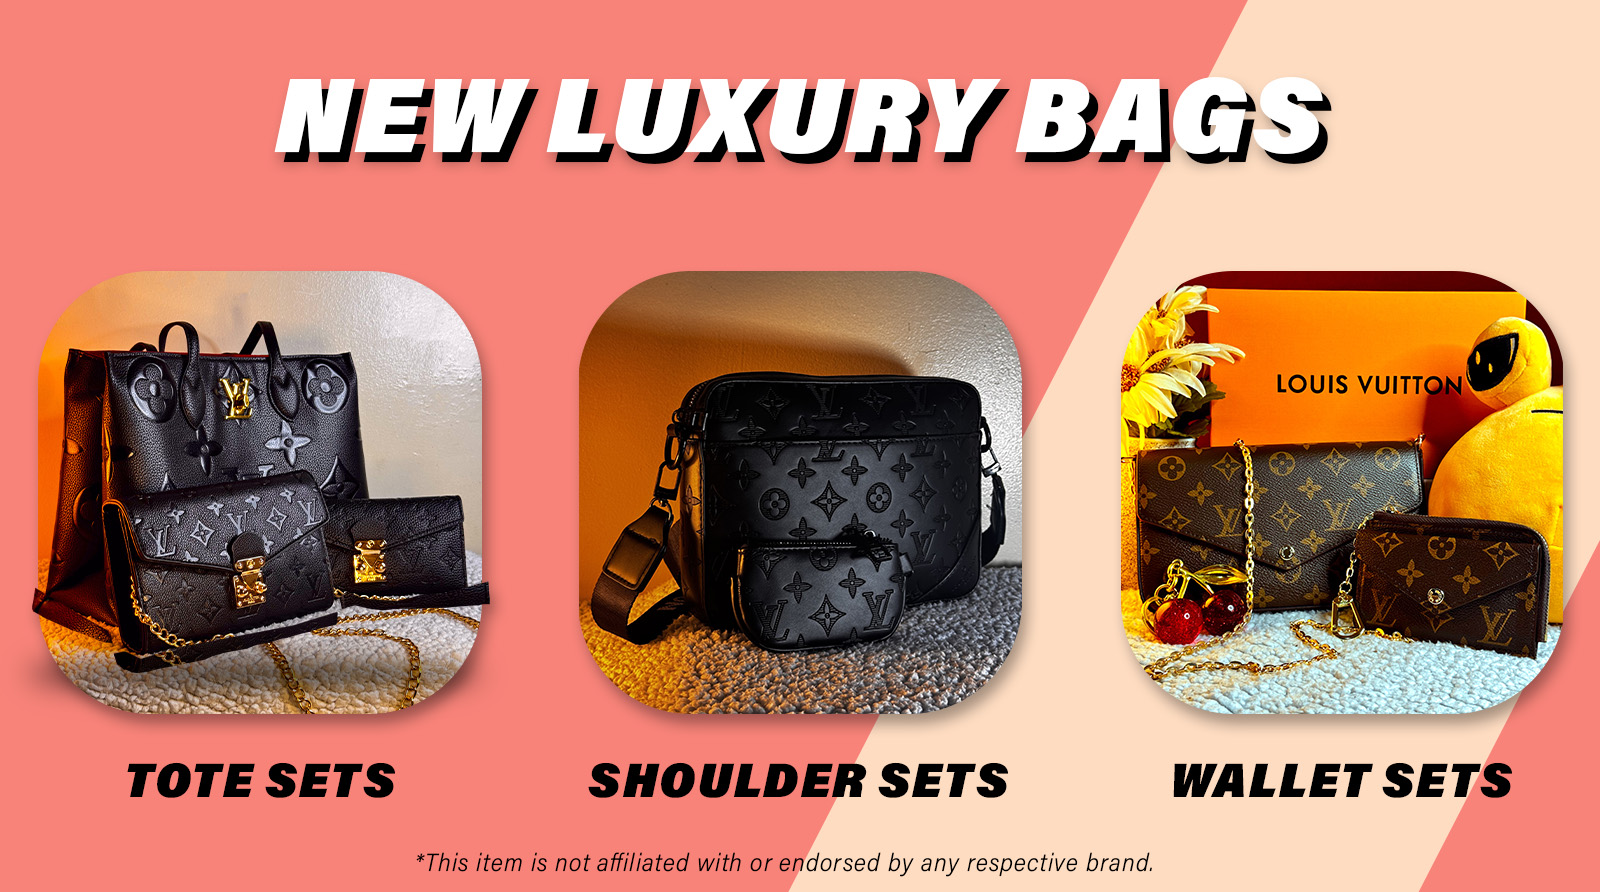 NEW LUXURY BAGS
LOUIS VUITTON
TOTE SETS
SHOULDER SETS
WALLET SETS
*This item is not affiliated with or endorsed by any respective brand.